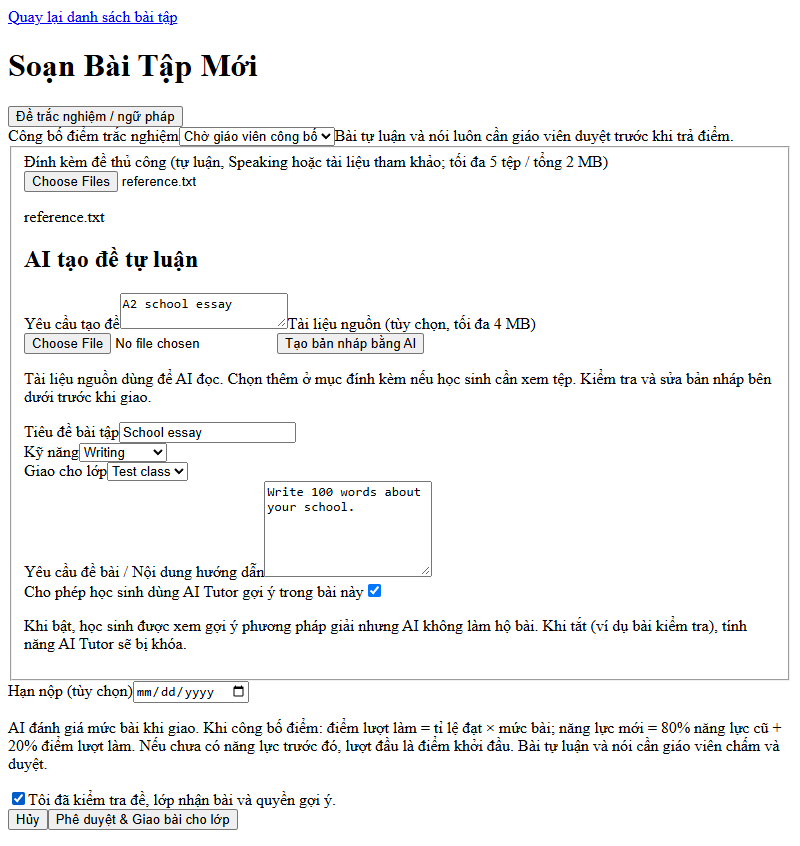 Quay lại danh sách bài tập
Soạn Bài Tập Mới
Đề trắc nghiệm / ngữ pháp
Công bố điểm trắc nghiệm Chờ giáo viên công bố Bài tự luận và nói luôn cần giáo viên duyệt trước khi trả điểm.
Đính kèm đề thủ công (tự luận, Speaking hoặc tài liệu tham khảo; tối đa 5 tệp / tổng 2 MB)
Choose Files reference.txt
reference.txt
AI tạo đề tự luận
A2 school essay
Yêu cầu tạo đề Tài liệu nguồn (tùy chọn, tối đa 4 MB)
Choose File No file chosen Tạo bản nháp bằng AI
Tài liệu nguồn dùng để AI đọc. Chọn thêm ở mục đính kèm nếu học sinh cần xem tệp. Kiểm tra và sửa bản nháp bên
dưới trước khi giao.
Tiêu đề bài tập School essay
Kỹ năng Writing
Giao cho lớp Test class
Write 100 words about
your school.
Yêu cầu đề bài / Nội dung hướng dẫn
Cho phép học sinh dùng AI Tutor gợi ý trong bài này
Khi bật, học sinh được xem gợi ý phương pháp giải nhưng AI không làm hộ bài. Khi tắt (ví dụ bài kiểm tra), tính
năng AI Tutor sẽ bị khóa.
Hạn nộp (tùy chọn) mm/dd/yyyy
AI đánh giá mức bài khi giao. Khi công bố điểm: điểm lượt làm = tỉ lệ đạt × mức bài; năng lực mới = 80% năng lực cũ +
20% điểm lượt làm. Nếu chưa có năng lực trước đó, lượt đầu là điểm khởi đầu. Bài tự luận và nói cần giáo viên chấm và
duyệt.
Tôi đã kiểm tra đề, lớp nhận bài và quyền gợi ý.
Hủy Phê duyệt & Giao bài cho lớp